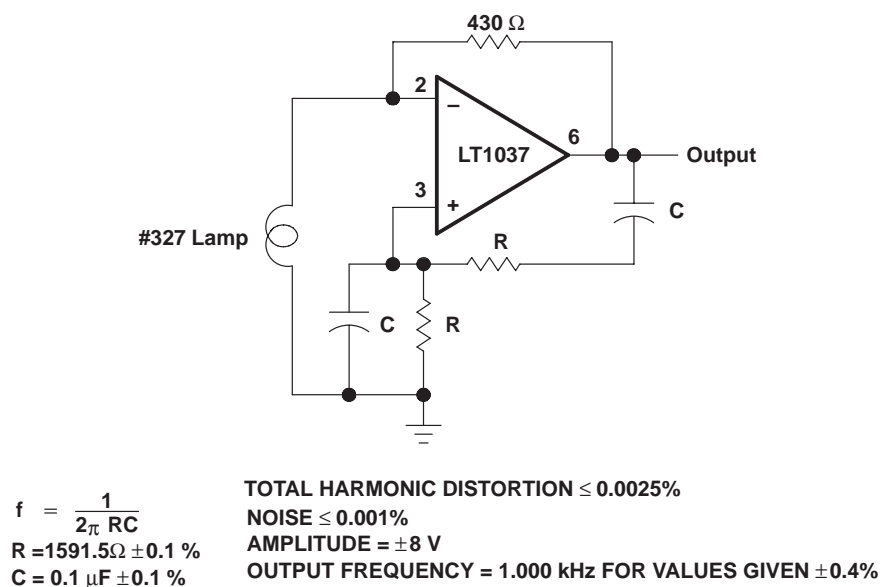 430 Ω
2
–
6
LT1037
Output
3
+
C
R
#327 Lamp
C
R
f = 1
2π RC
R =1591.5Ω ±0.1 %
C = 0.1 µF ±0.1 %
TOTAL HARMONIC DISTORTION ≤ 0.0025%
NOISE ≤ 0.001%
AMPLITUDE = ±8 V
OUTPUT FREQUENCY = 1.000 kHz FOR VALUES GIVEN ±0.4%